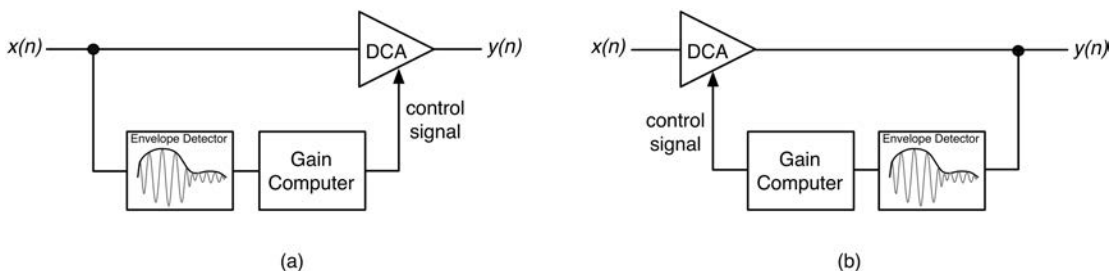 x(n)
DCA
y(n)
control
signal
Envelope Detector
Gain
Computer
(a)
x(n)
DCA
y(n)
control
signal
Gain
Computer
Envelope Detector
(b)